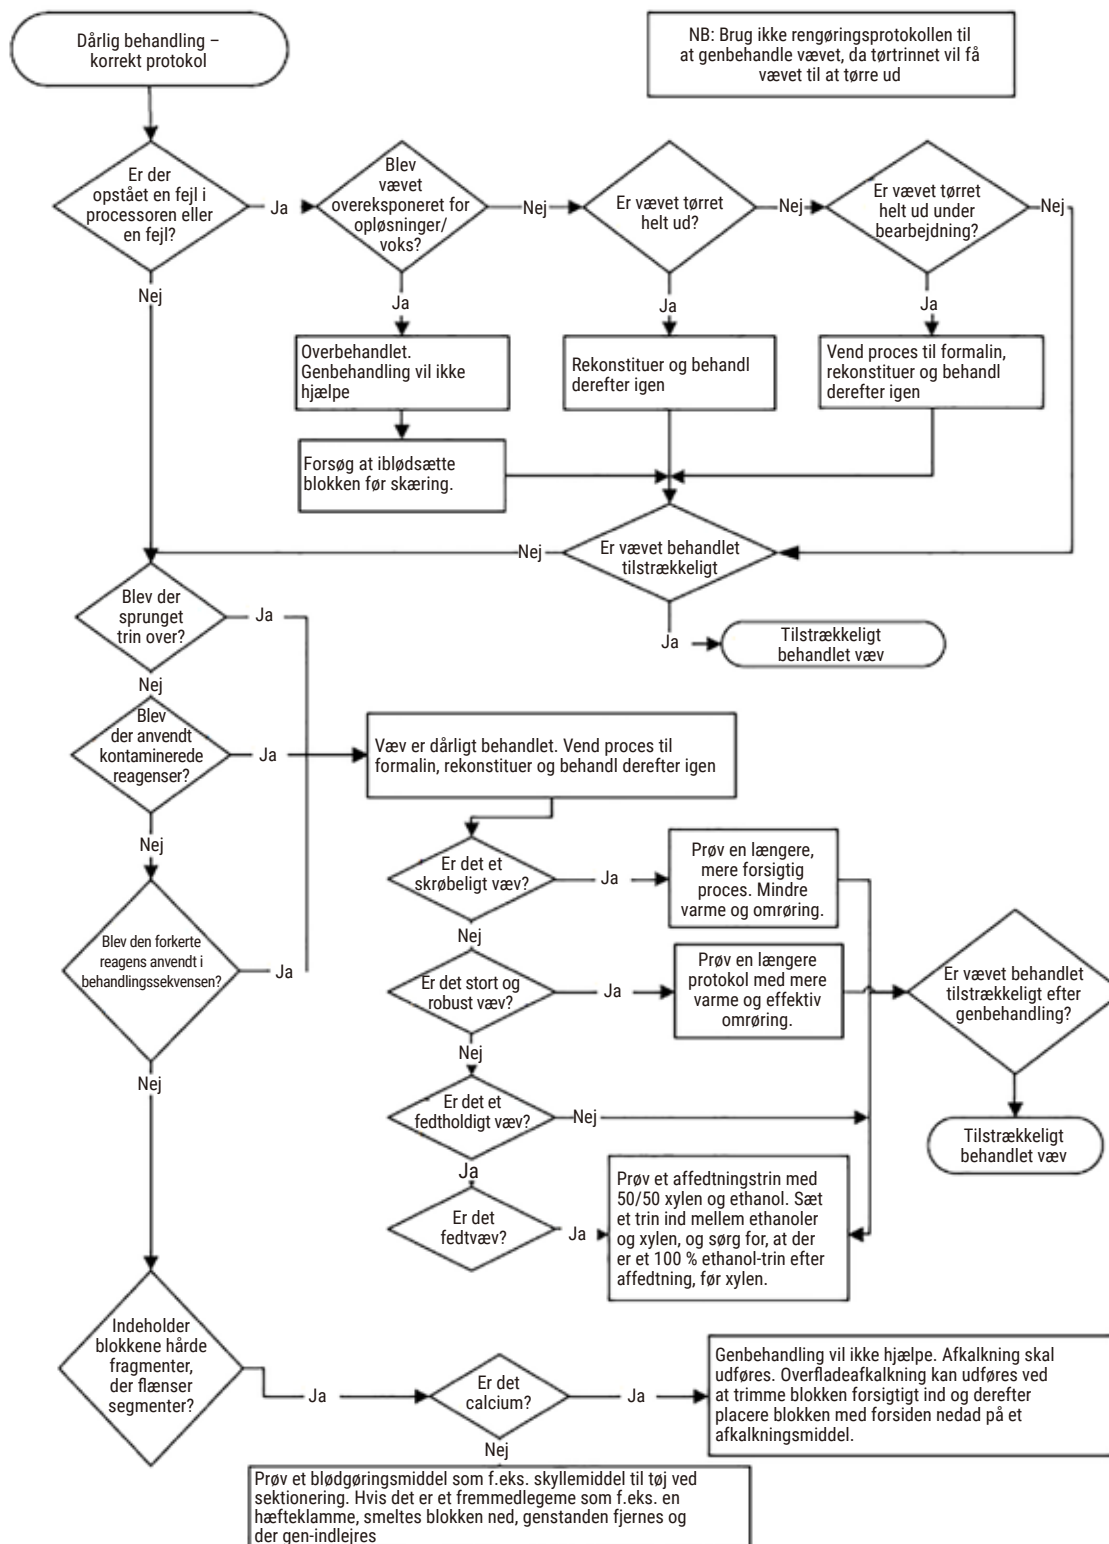 Dårlig behandling –
korrekt protokol
NB: Brug ikke rengøringsprotokollen til
at genbehandle vævet, da tørtrinnet vil få
vævet til at tørre ud
Er der
opstået en fejl i
processoren eller
en fejl?
Ja
Blev
vævet
overeksponeret for
opløsninger/
voks?
Nej
Er vævet tørret
helt ud?
Nej
Er vævet tørret
helt ud under
bearbejdning?
Nej
Nej
Ja
Ja
Ja
Overbehandlet.
Genbehandling vil ikke
hjælpe
Rekonstituer og behandl
derefter igen
Vend proces til formalin,
rekonstituer og behandl
derefter igen
Forsøg at iblødsætte
blokken før skæring.
Nej
Er vævet behandlet
tilstrækkeligt
Ja
Tilstrækkeligt
behandlet væv
Blev der
sprunget
trin over?
Ja
Nej
Blev
der anvendt
kontaminerede
reagenser?
Ja
Væv er dårligt behandlet. Vend proces til
formalin, rekonstituer og behandl derefter igen
Nej
Er det et
skrøbeligt væv?
Ja
Prøv en længere,
mere forsigtig
proces. Mindre
varme og omrøring.
Nej
Blev den forkerte
reagens anvendt i
behandlingssekvensen?
Ja
Er det stort og
robust væv?
Ja
Prøv en længere
protokol med mere
varme og effektiv
omrøring.
Er vævet behandlet
tilstrækkeligt efter
genbehandling?
Nej
Nej
Er det et
fedtholdigt væv?
Nej
Tilstrækkeligt
behandlet væv
Ja
Er det
fedtvæv?
Ja
Prøv et affedtningstrin med
50/50 xylen og ethanol. Sæt
et trin ind mellem ethanoler
og xylen, og sørg for, at der
er et 100 % ethanol-trin efter
affedtning, før xylen.
Indeholder
blokkene hårde
fragmenter,
der flænser
segmenter?
Ja
Er det
calcium?
Ja
Genbehandling vil ikke hjælpe. Afkalkning skal
udføres. Overfladeafkalkning kan udføres ved
at trimme blokken forsigtigt ind og derefter
placere blokken med forsiden nedad på et
afkalkningsmiddel.
Nej
Prøv et blødgøringsmiddel som f.eks. skyllemiddel til tøj ved
sektionering. Hvis det er et fremmedlegeme som f.eks. en
hæfteklamme, smeltes blokken ned, genstanden fjernes og
der gen-indlejres